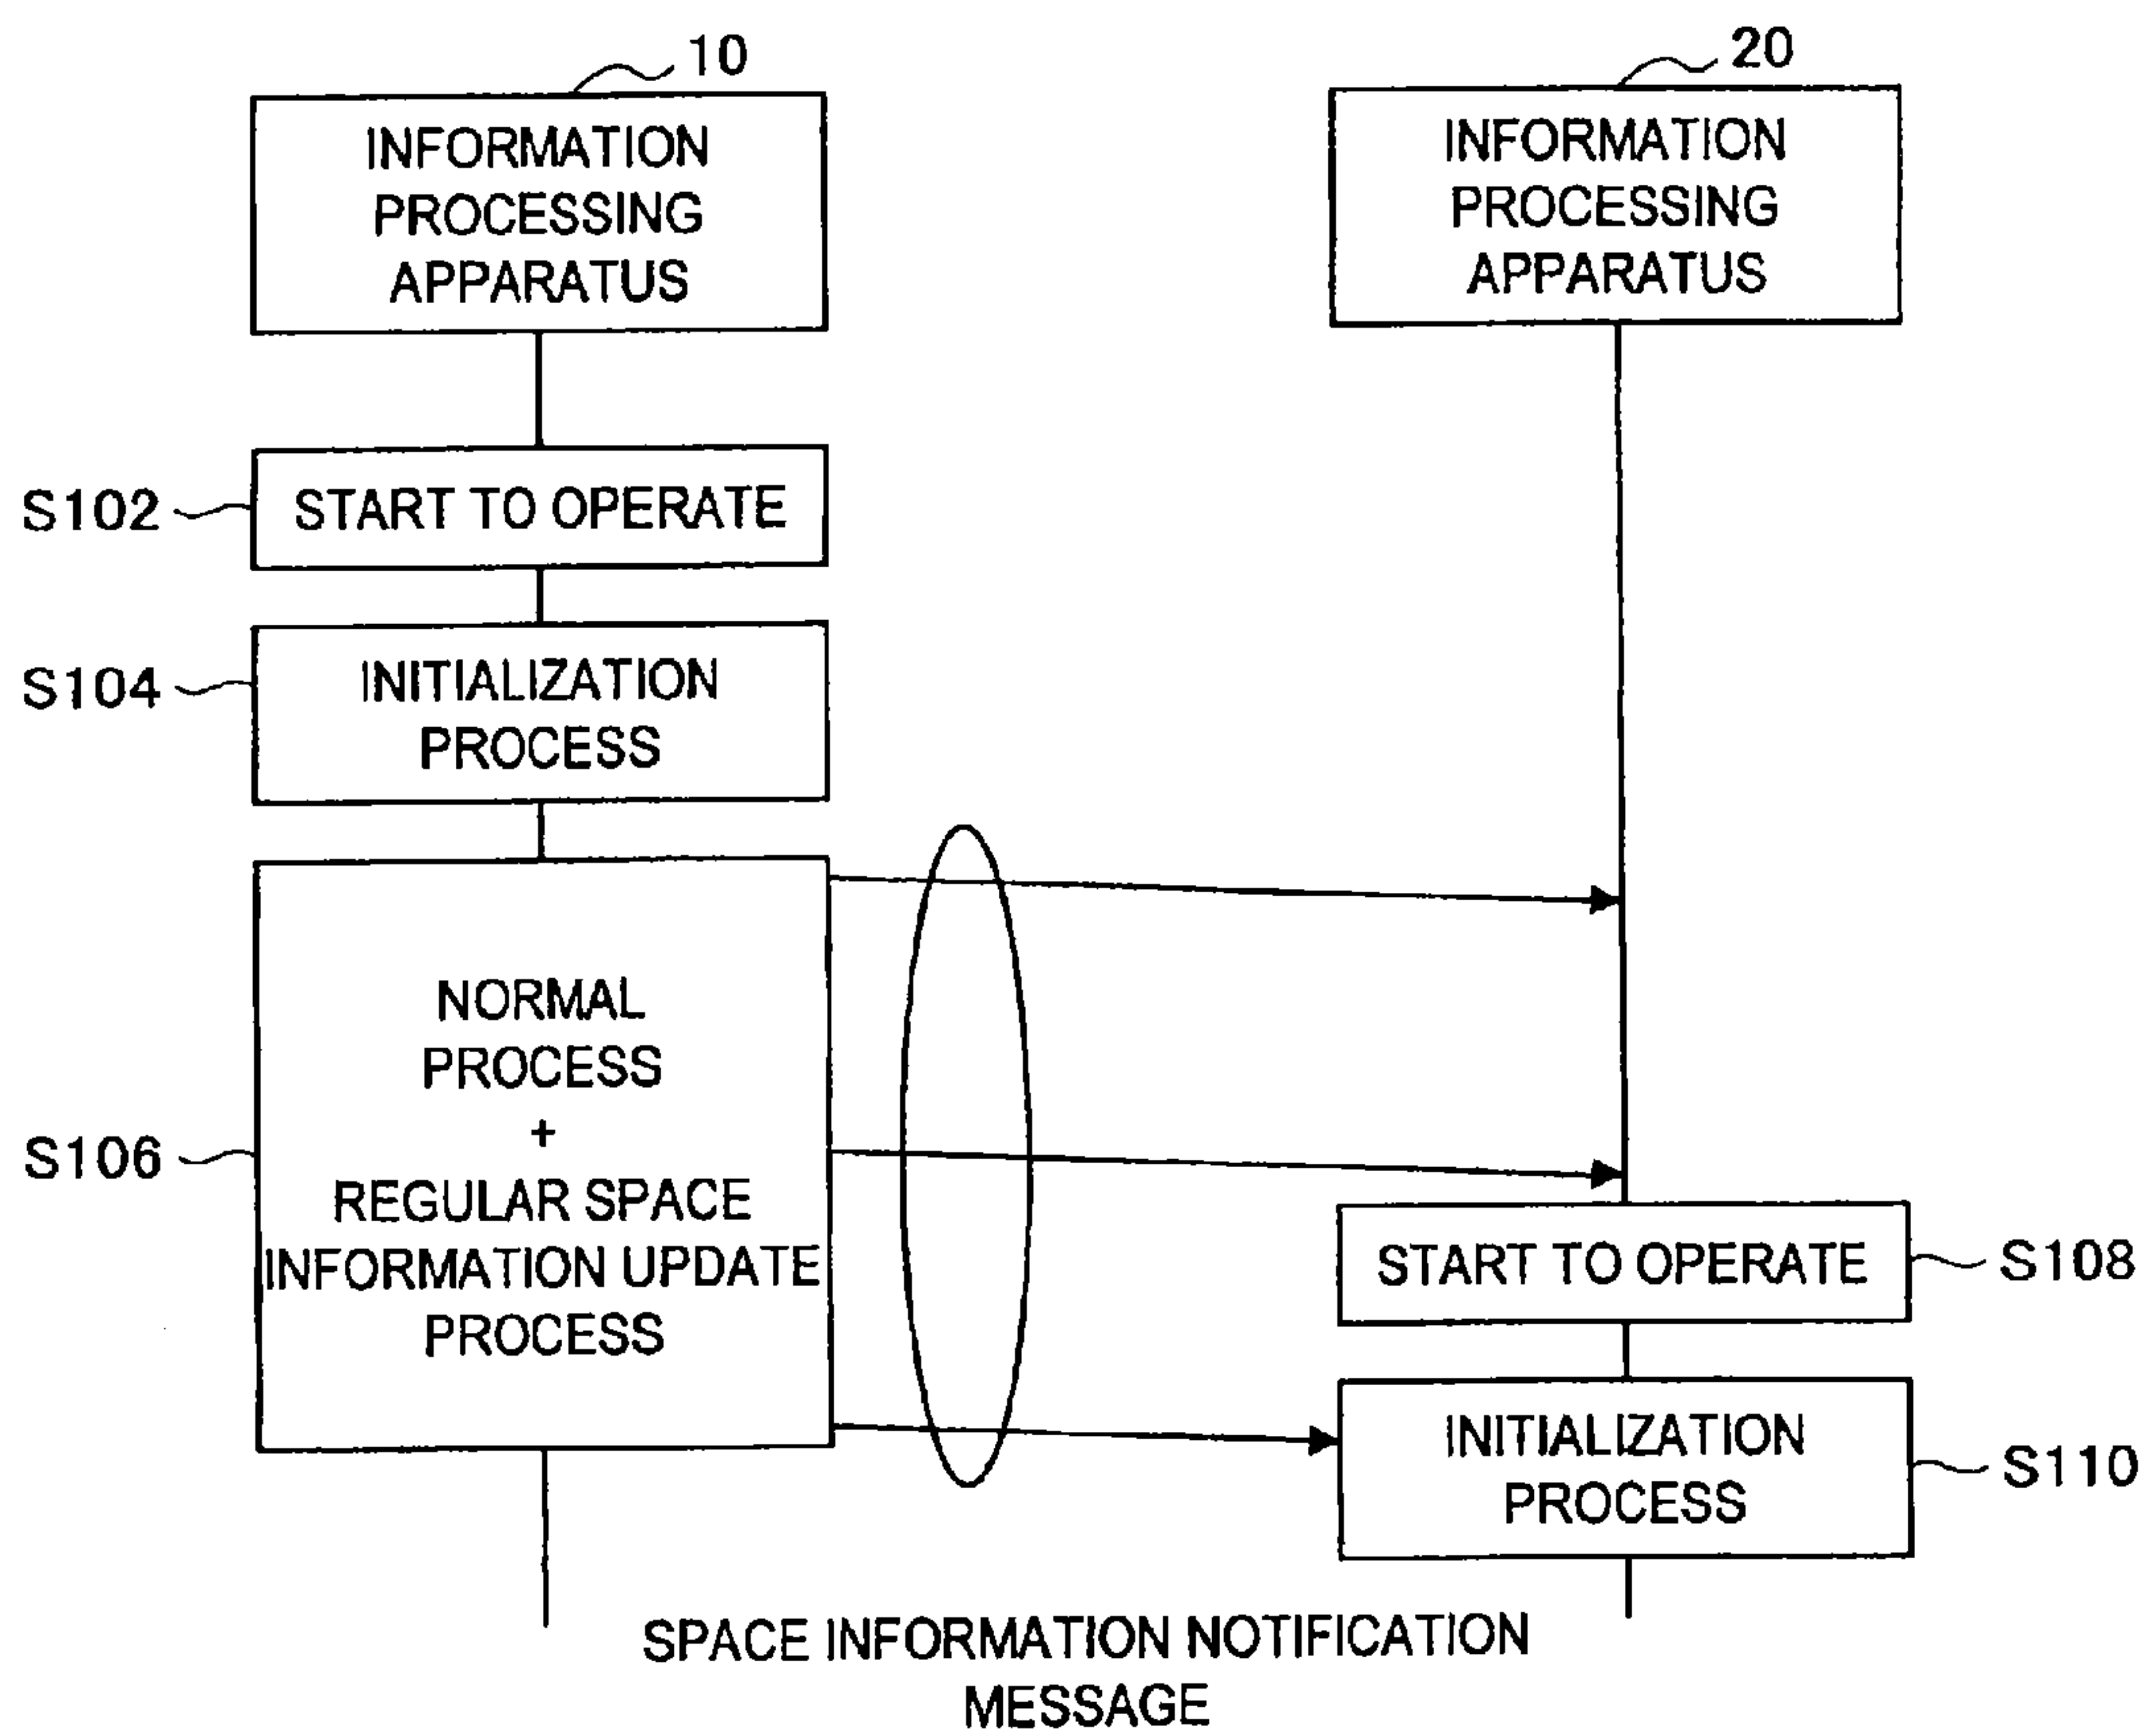 10
INFORMATION
PROCESSING
APPARATUS
20
INFORMATION
PROCESSING
APPARATUS
S102
START TO OPERATE
S104
INITIALIZATION
PROCESS
S106
NORMAL
PROCESS
+
REGULAR SPACE
INFORMATION UPDATE
PROCESS
START TO OPERATE
S108
INITIALIZATION
PROCESS
S110
SPACE INFORMATION NOTIFICATION
MESSAGE